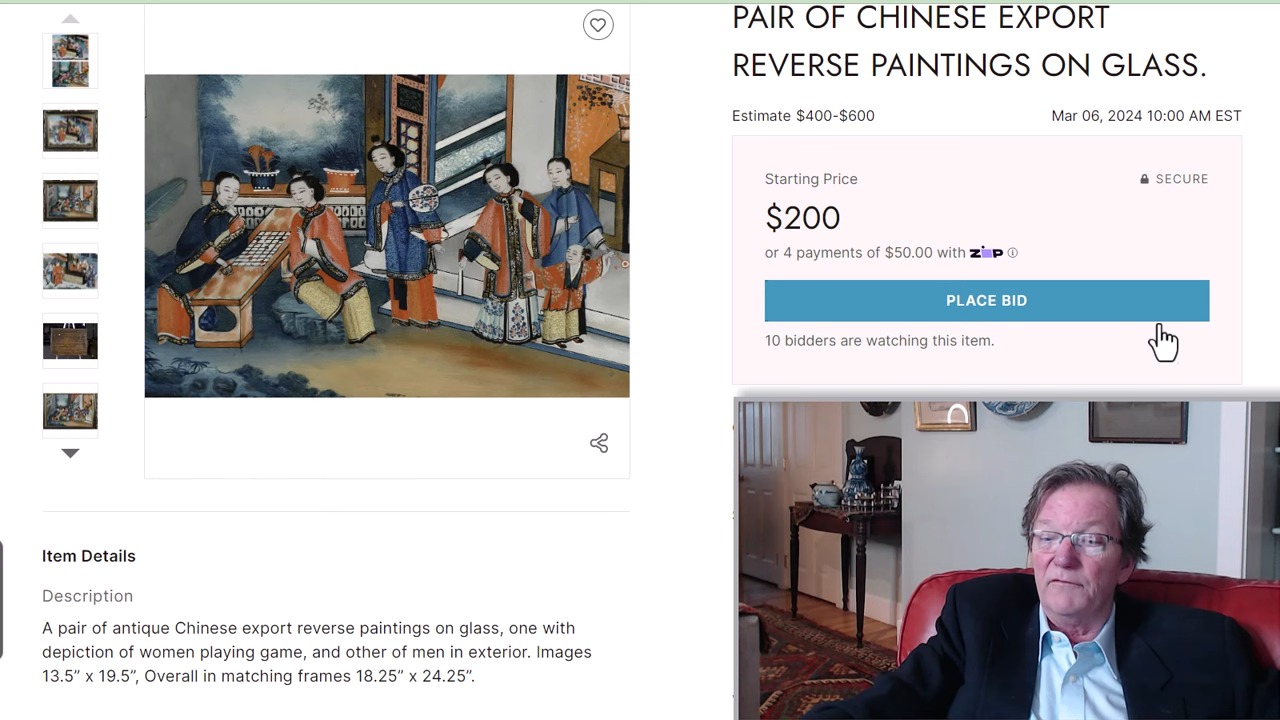 PAIR OF CHINESE EXPORT
REVERSE PAINTINGS ON GLASS.
Estimate $400-$600
Mar 06, 2024 10:00 AM EST
Starting Price
SECURE
$200
or 4 payments of $50.00 with zip
PLACE BID
10 bidders are watching this item.
Item Details
Description
A pair of antique Chinese export reverse paintings on glass, one with
depiction of women playing game, and other of men in exterior. Images
13.5” x 19.5”, Overall in matching frames 18.25” x 24.25”.